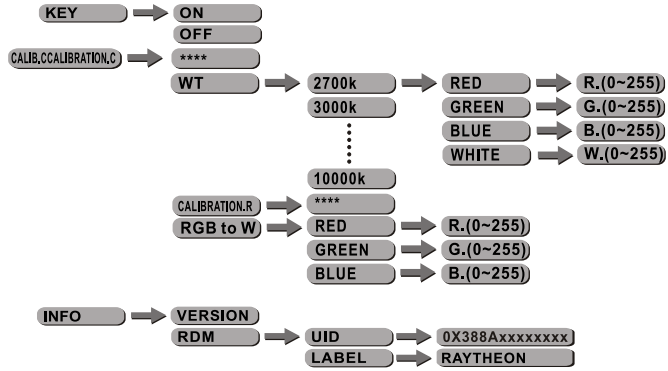 KEY ON
OFF
CALIB.CCALIBRATION.C ****
WT 2700k RED R.(0~255)
3000k GREEN G.(0~255)
BLUE B.(0~255)
WHITE W.(0~255)
10000k
CALIBRATION.R ****
RGB to W RED R.(0~255)
GREEN G.(0~255)
BLUE B.(0~255)
INFO VERSION
RDM UID 0X388Axxxxxxxx
LABEL RAYTHEON